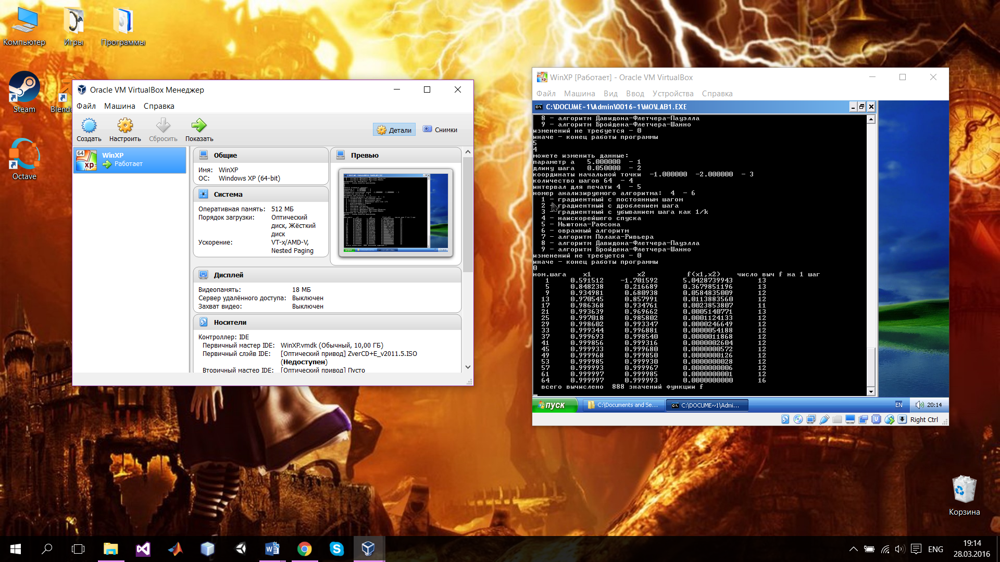 Компьютер
Игры
Программы
Steam
Blende
Octave
Oracle VM VirtualBox Менеджер
Файл Машина Справка
Создать Настроить Сбросить Показать
Детали Снимки
64 xp WinXP
Работает
Общие
Имя: WinXP
ОС: Windows XP (64-bit)
Система
Оперативная память: 512 МБ
Порядок загрузки: Оптический
диск, Жёсткий
диск
Ускорение: VT-x/AMD-V,
Nested Paging
Превью
Дисплей
Видеопамять: 18 МБ
Сервер удалённого доступа: Выключен
Захват видео: Выключен
Носители
Контроллер: IDE
Первичный мастер IDE: WinXP.vmdk (Обычный, 10,00 ГБ)
Первичный слэйв IDE: [Оптический привод] ZverCD+E_v2011.5.ISO
(Недоступен)
Вторичный мастер IDE: [Оптический привод] Пусто
WinXP [Работает] - Oracle VM VirtualBox
Файл Машина Вид Ввод Устройства Справка
C:\DOCUME~1\Admin\0016~1\MO\LAB1.EXE
8 - алгоритм Давидона-Флетчера-Пауэлла
9 - алгоритм Бройдена-Флетчера-Шанно
изменений не требуется - 0
иначе - конец работы программы
5
4
можете изменить данные:
параметр a 5.000000 - 1
длину шага 0.050000 - 2
координаты начальной точки -1.000000 -2.000000 - 3
количество шагов 64 - 4
интервал для печати 4 - 5
номер анализируемого алгоритма: 4 - 6
1 - градиентный с постоянным шагом
2 - градиентный с дроблением шага
3 - градиентный с убыванием шага как 1/k
4 - наискорейшего спуска
5 - Ньютона-Рафсона
6 - овражный алгоритм
7 - алгоритм Полака-Ривьера
8 - алгоритм Давидона-Флетчера-Пауэлла
9 - алгоритм Бройдена-Флетчера-Шанно
изменений не требуется - 0
иначе - конец работы программы
0
ном.шага x1 x2 f(x1,x2) число выч f на 1 шаг
1 0.591512 -1.701592 5.0428739943 13
5 0.848238 0.216689 0.3679851196 13
9 0.934981 0.680938 0.0584835009 12
13 0.970545 0.857991 0.0113883560 12
17 0.986368 0.934761 0.0023853807 11
21 0.993639 0.969662 0.0005140771 13
25 0.997018 0.985802 0.0001124133 12
29 0.998602 0.993347 0.0000246649 12
33 0.999344 0.996881 0.0000054188 12
37 0.999693 0.998540 0.0000011868 12
41 0.999856 0.999316 0.0000002604 12
45 0.999933 0.999680 0.0000000572 12
49 0.999968 0.999850 0.0000000126 12
53 0.999985 0.999930 0.0000000028 12
57 0.999993 0.999967 0.0000000006 12
61 0.999997 0.999985 0.0000000001 12
64 0.999997 0.999993 0.0000000000 16
всего вычислено 888 значений функции f
пуск C:\Documents and Se... C:\DOCUME~1\Admi... EN 20:14
Right Ctrl
Корзина
ENG
19:14
28.03.2016